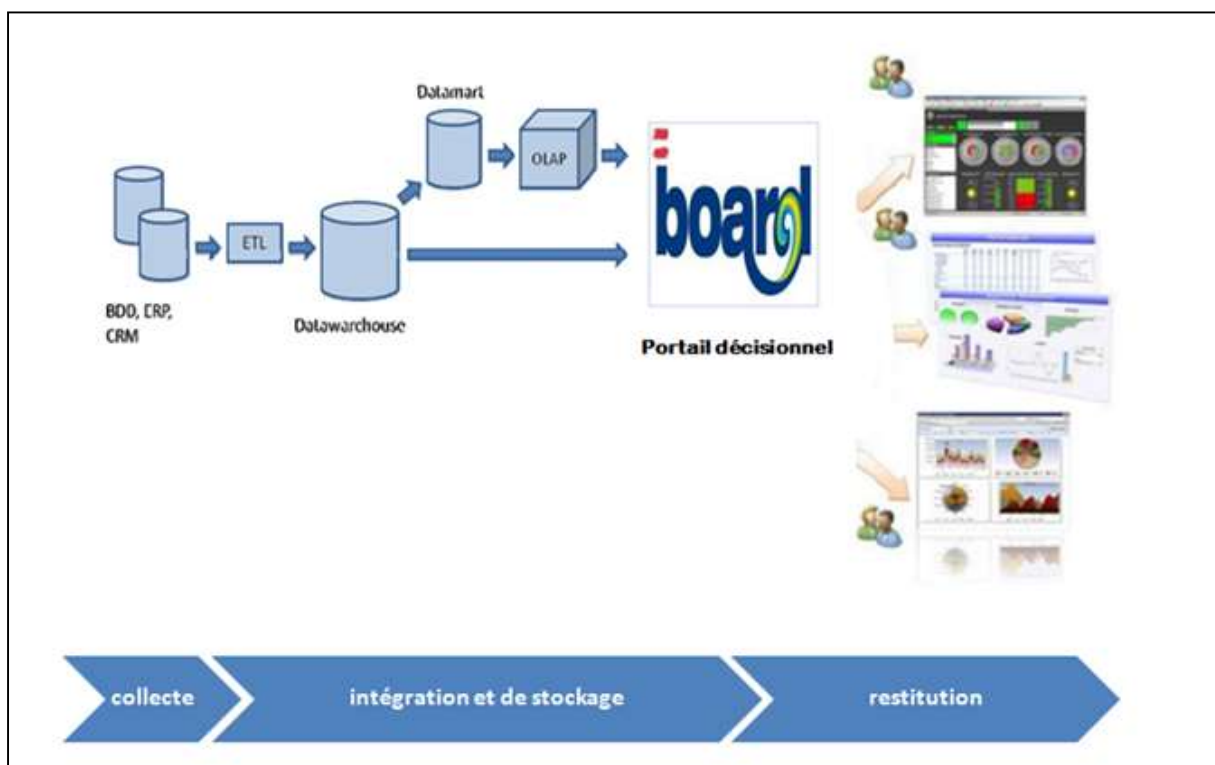 Datamart
OLAP
board
ETL
BDD, ERP,
CRM
Datawarehouse
Portail décisionnel
collecte
intégration et de stockage
restitution